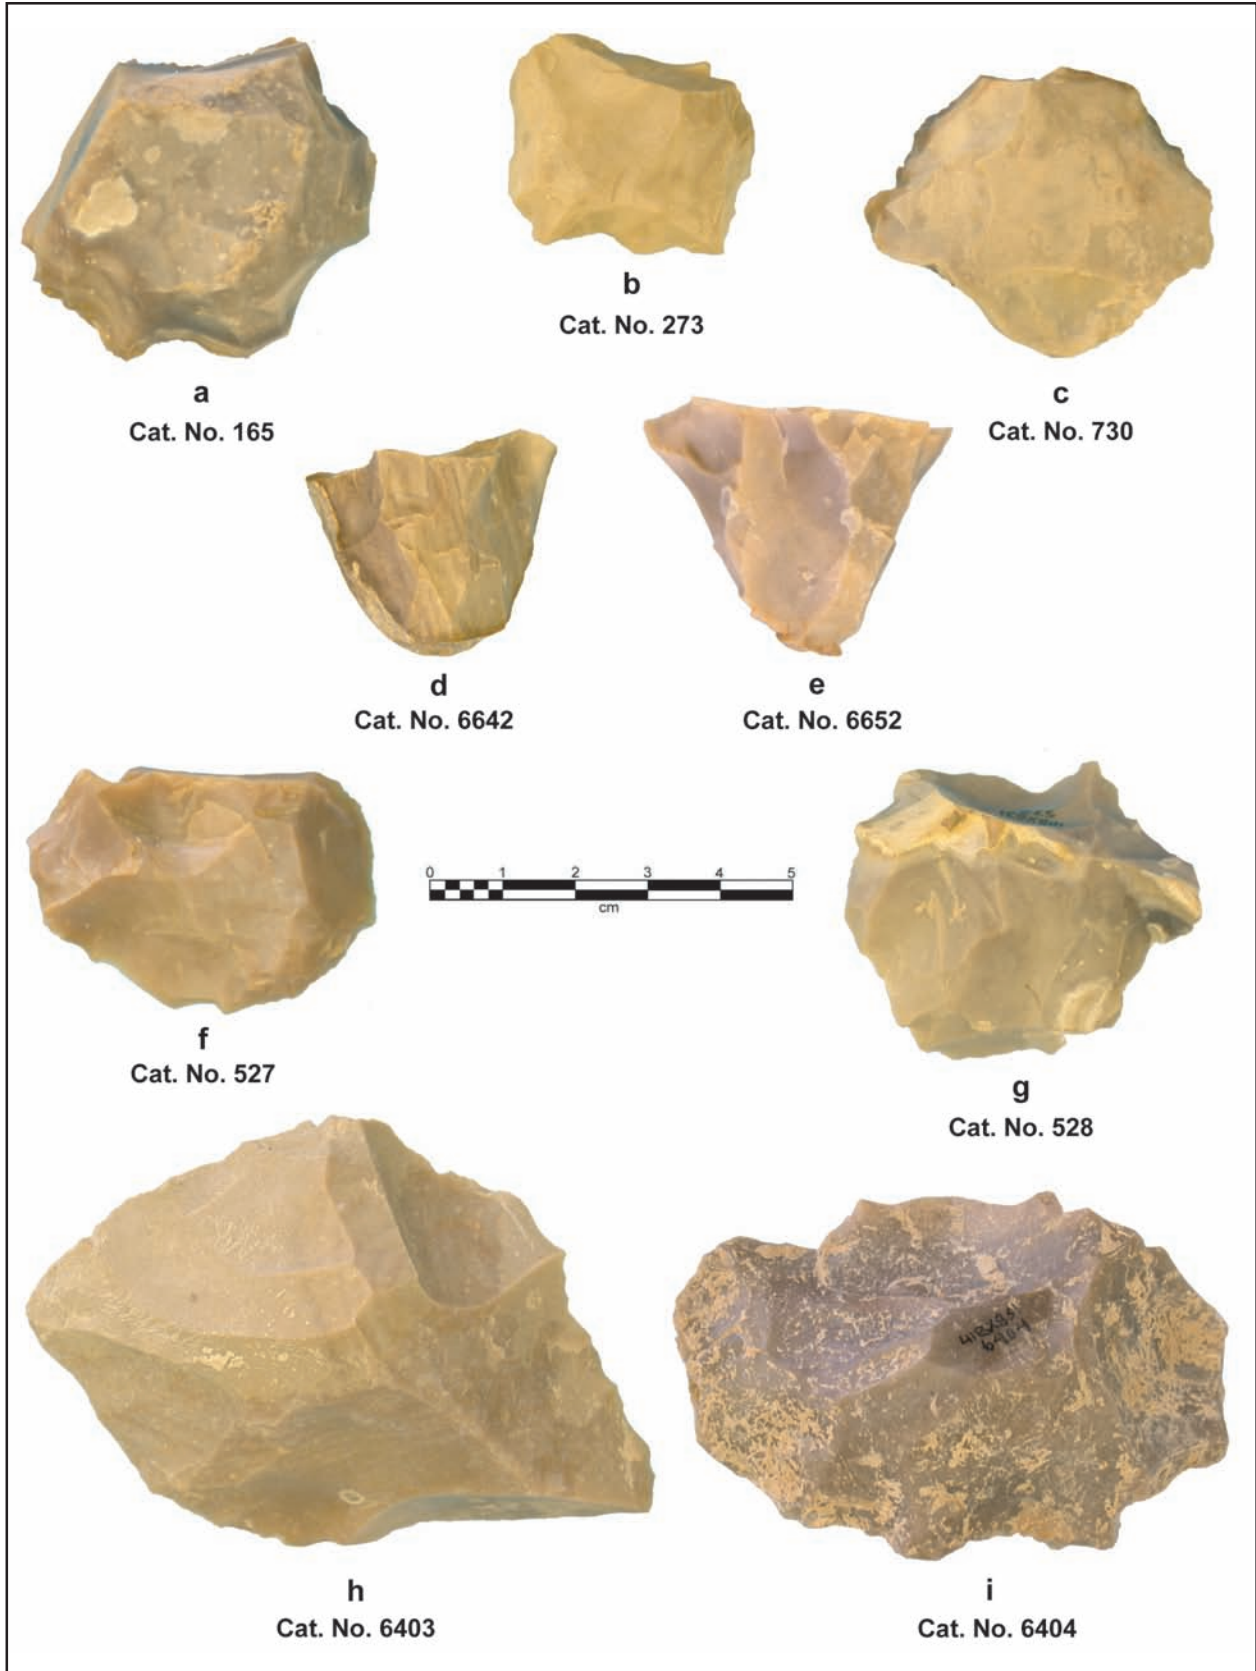 a
Cat. No. 165
b
Cat. No. 273
c
Cat. No. 730
d
Cat. No. 6642
e
Cat. No. 6652
0 1 2 3 4 5
cm
f
Cat. No. 527
g
Cat. No. 528
h
Cat. No. 6403
6404
i
Cat. No. 6404